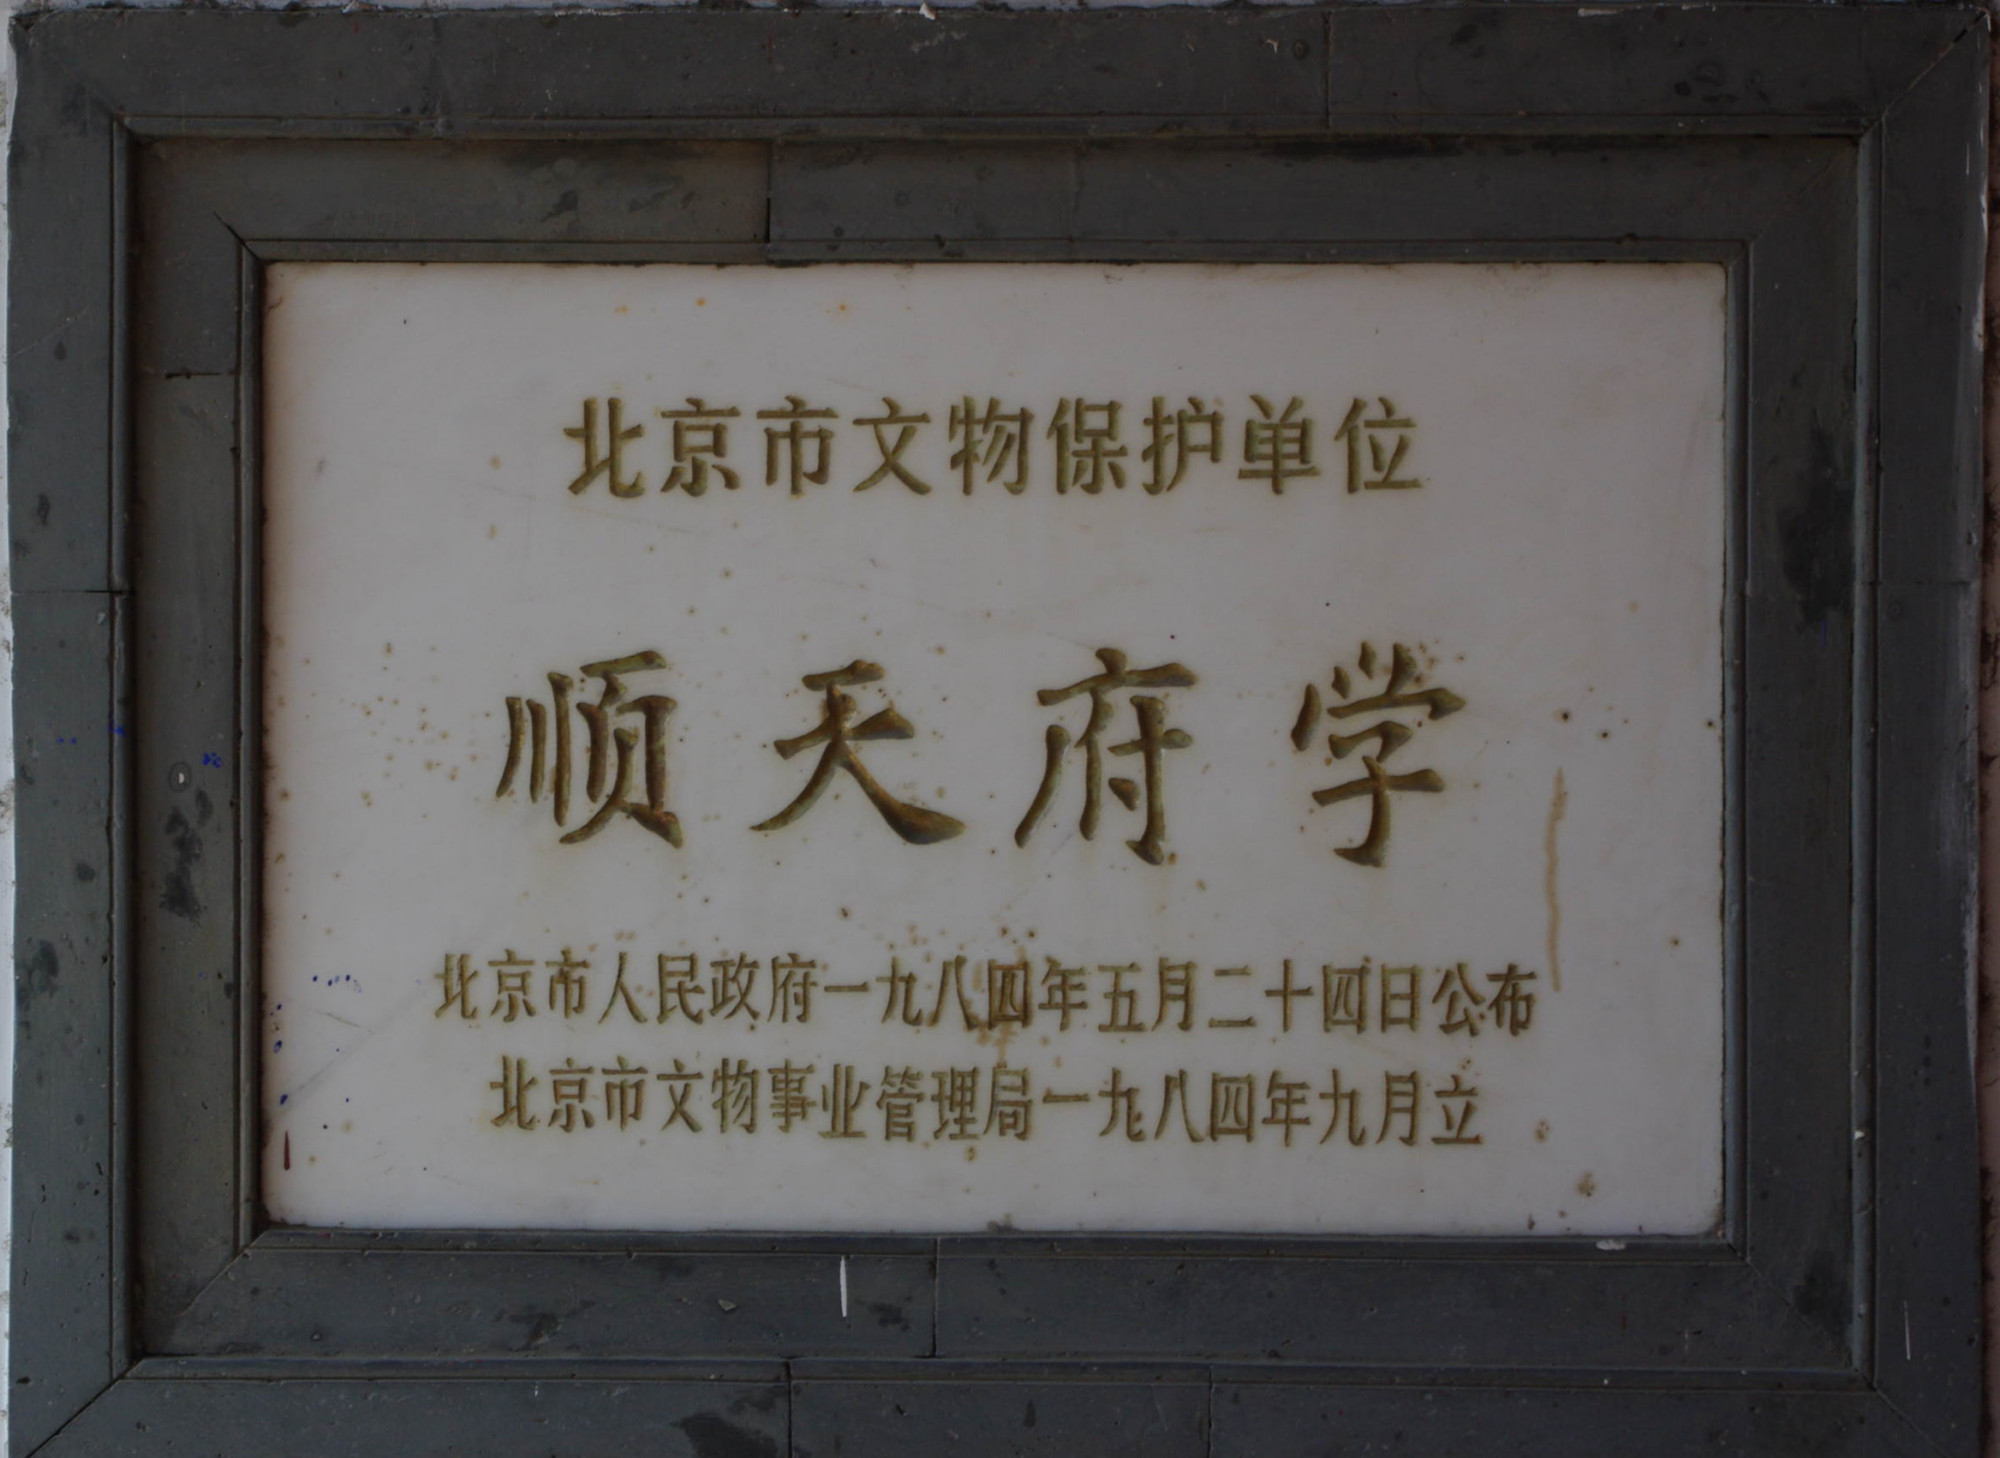 北京市文物保护单位
顺天府学
北京市人民政府一九八四年五月二十四日公布
北京市文物事业管理局一九八四年九月立